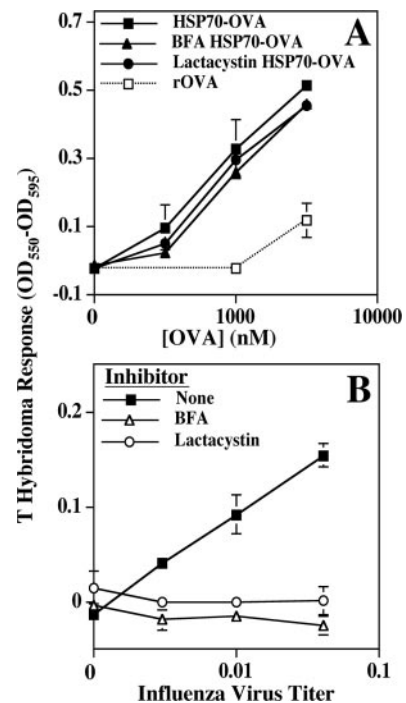 HSP70-OVA
BFA HSP70-OVA
Lactacystin HSP70-OVA
rOVA
A
0.7
0.5
0.3
0.1
-0.1
0 1000 10000
[OVA] (nM)
T Hybridoma Response (OD550-OD595)
Inhibitor
None
BFA
Lactacystin
B
0.2
0.1
0
0 0.01 0.1
Influenza Virus Titer